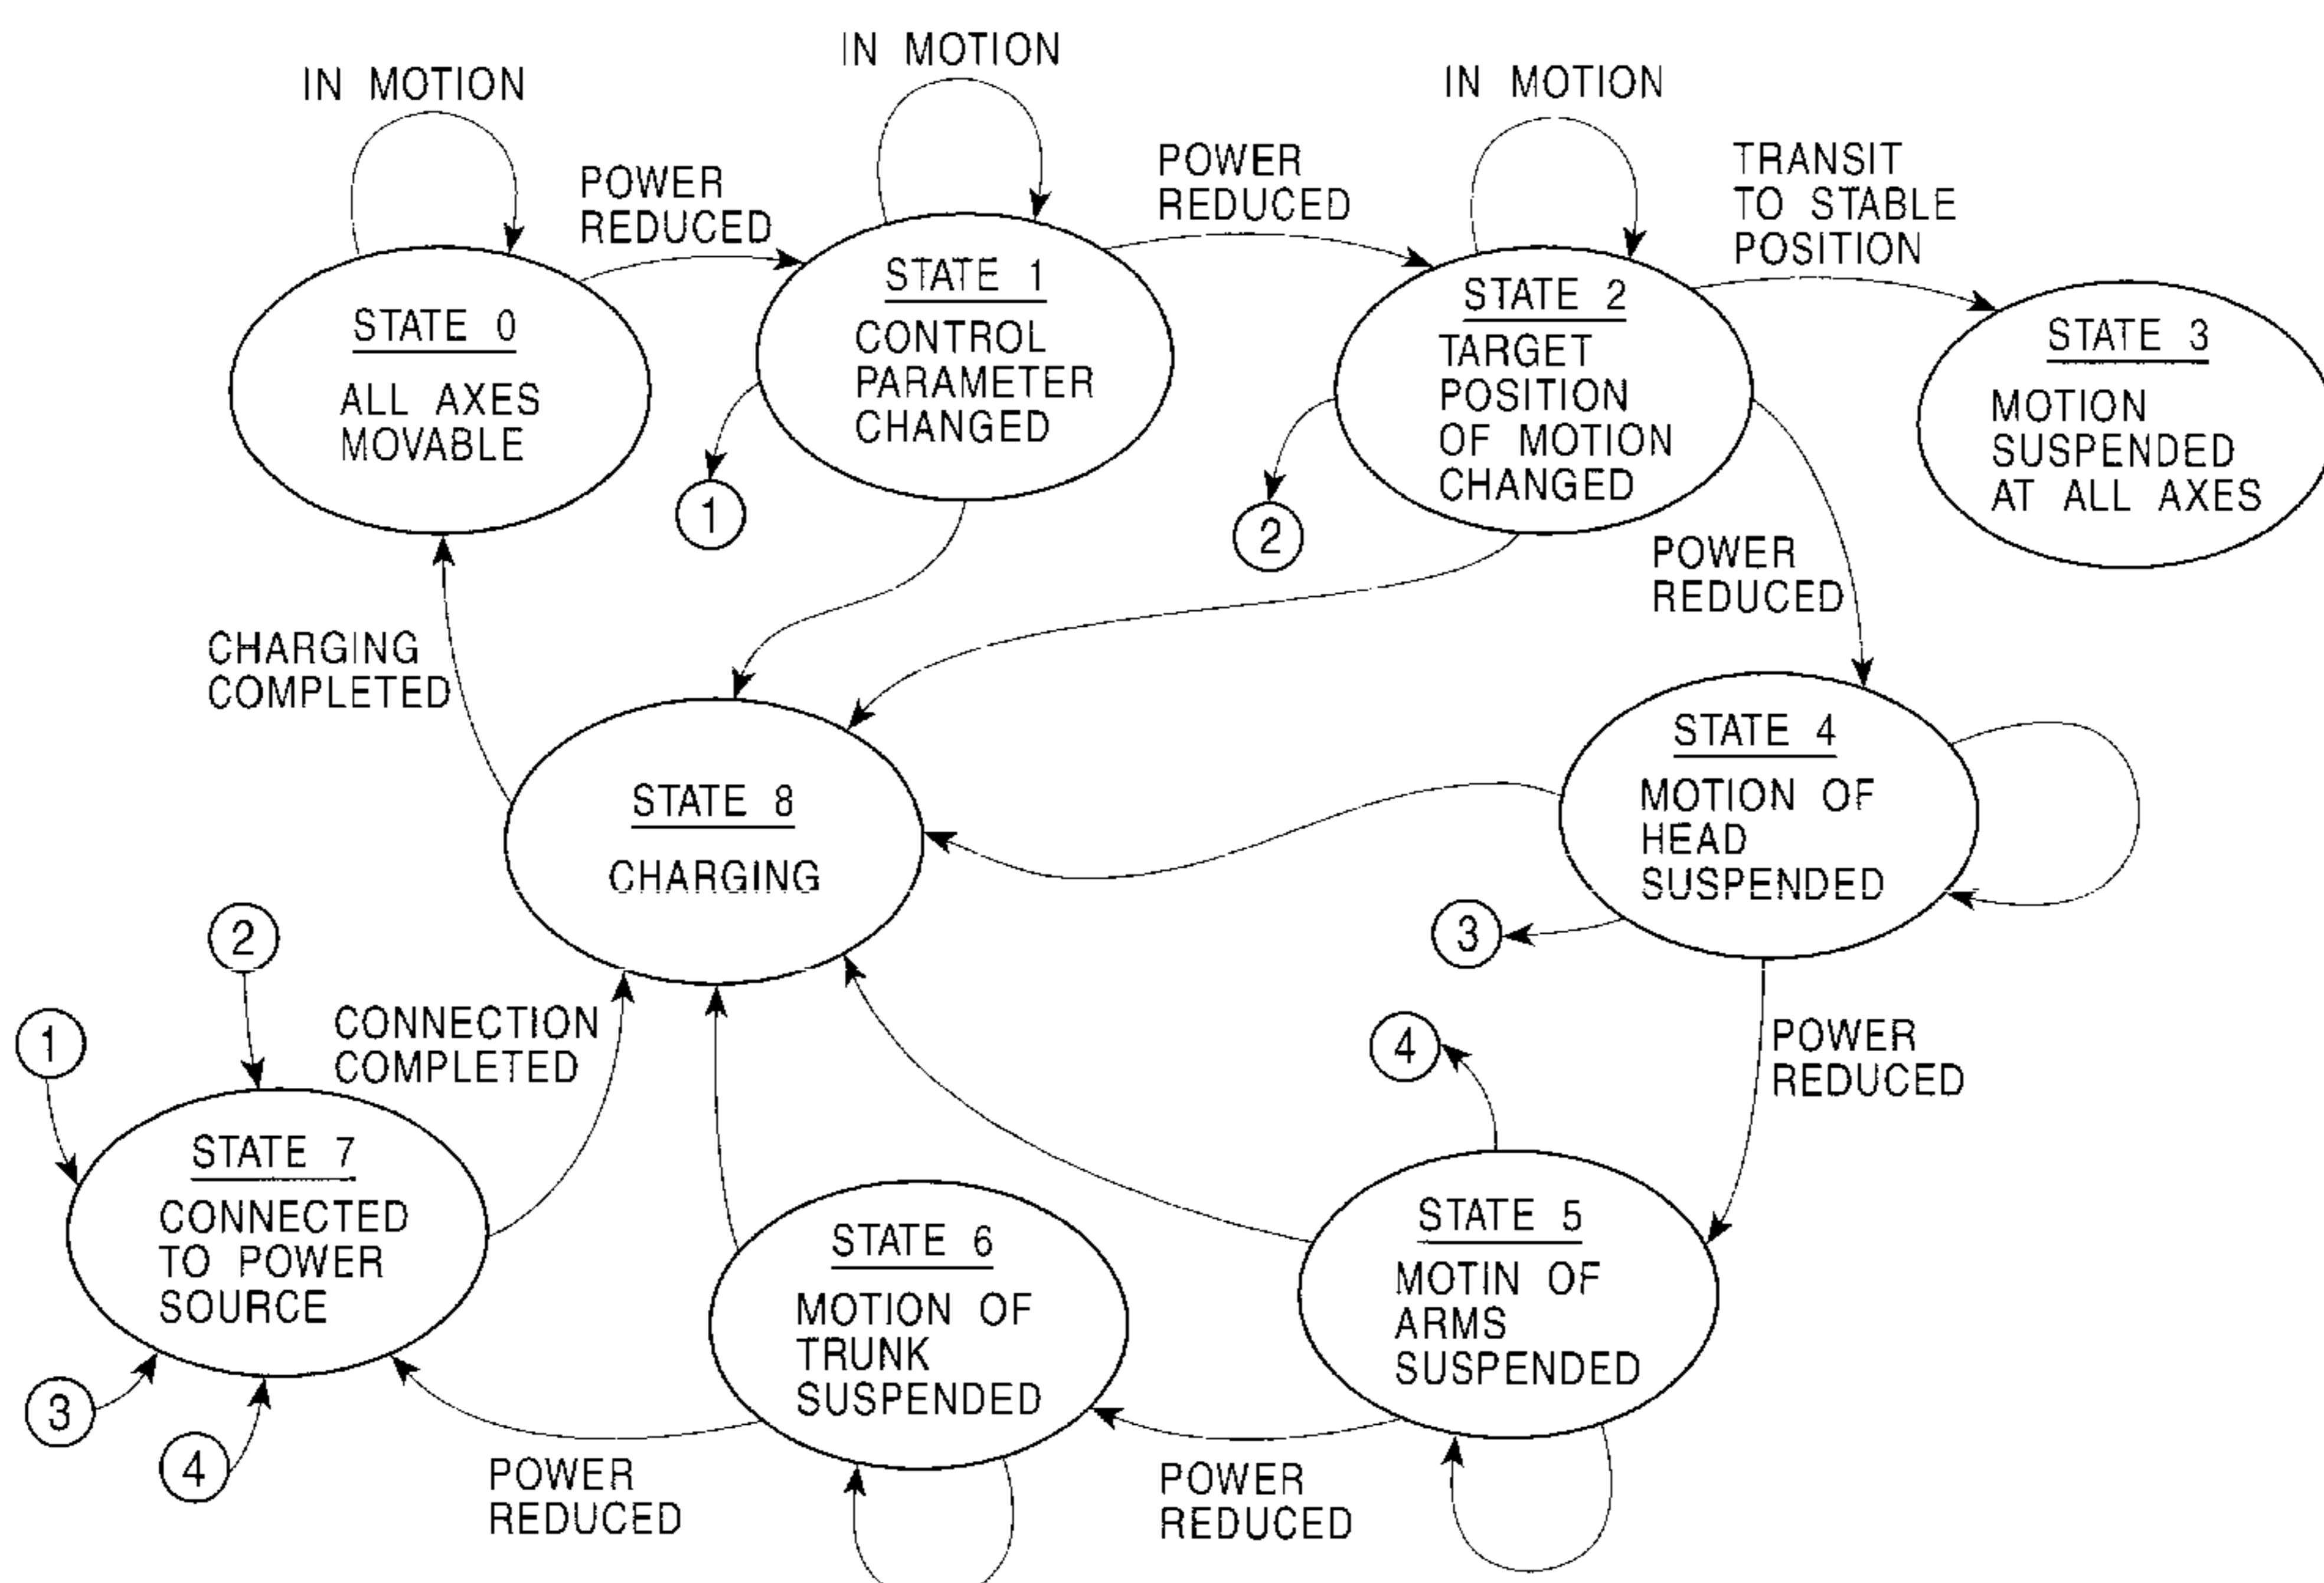 IN MOTION
IN MOTION
IN MOTION
POWER
REDUCED
POWER
REDUCED
TRANSIT
TO STABLE
POSITION
STATE 0
ALL AXES
MOVABLE
STATE 1
CONTROL
PARAMETER
CHANGED
STATE 2
TARGET
POSITION
OF MOTION
CHANGED
STATE 3
MOTION
SUSPENDED
AT ALL AXES
1
2
POWER
REDUCED
CHARGING
COMPLETED
STATE 8
CHARGING
STATE 4
MOTION OF
HEAD
SUSPENDED
3
2
1
CONNECTION
COMPLETED
4
POWER
REDUCED
STATE 7
CONNECTED
TO POWER
SOURCE
STATE 6
MOTION OF
TRUNK
SUSPENDED
STATE 5
MOTIN OF
ARMS
SUSPENDED
3
4
POWER
REDUCED
POWER
REDUCED